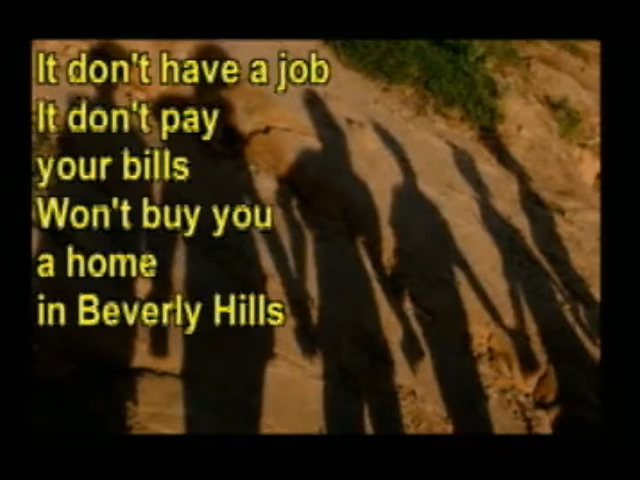 It don't have a job
It don't pay
your bills
Won't buy you
a home
in Beverly Hills